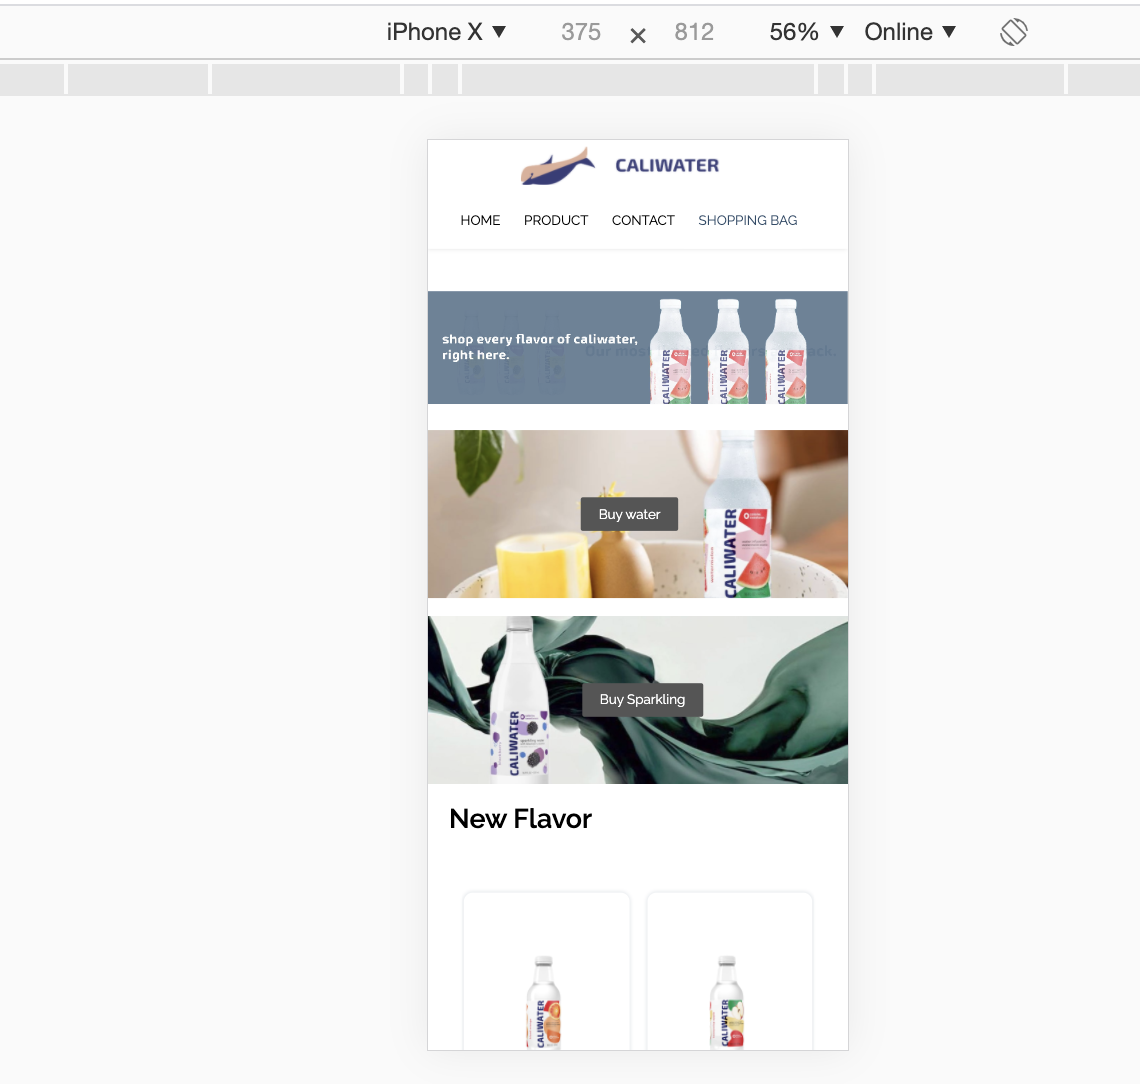 iPhone X 375 × 812 56% Online
CALIWATER
HOME PRODUCT CONTACT SHOPPING BAG
shop every flavor of caliwater,
right here.
CALIWATER CALIWATER CALIWATER
Buy water
CALIWATER
Buy Sparkling
CALIWATER
New Flavor
CALIWATER CALIWATER